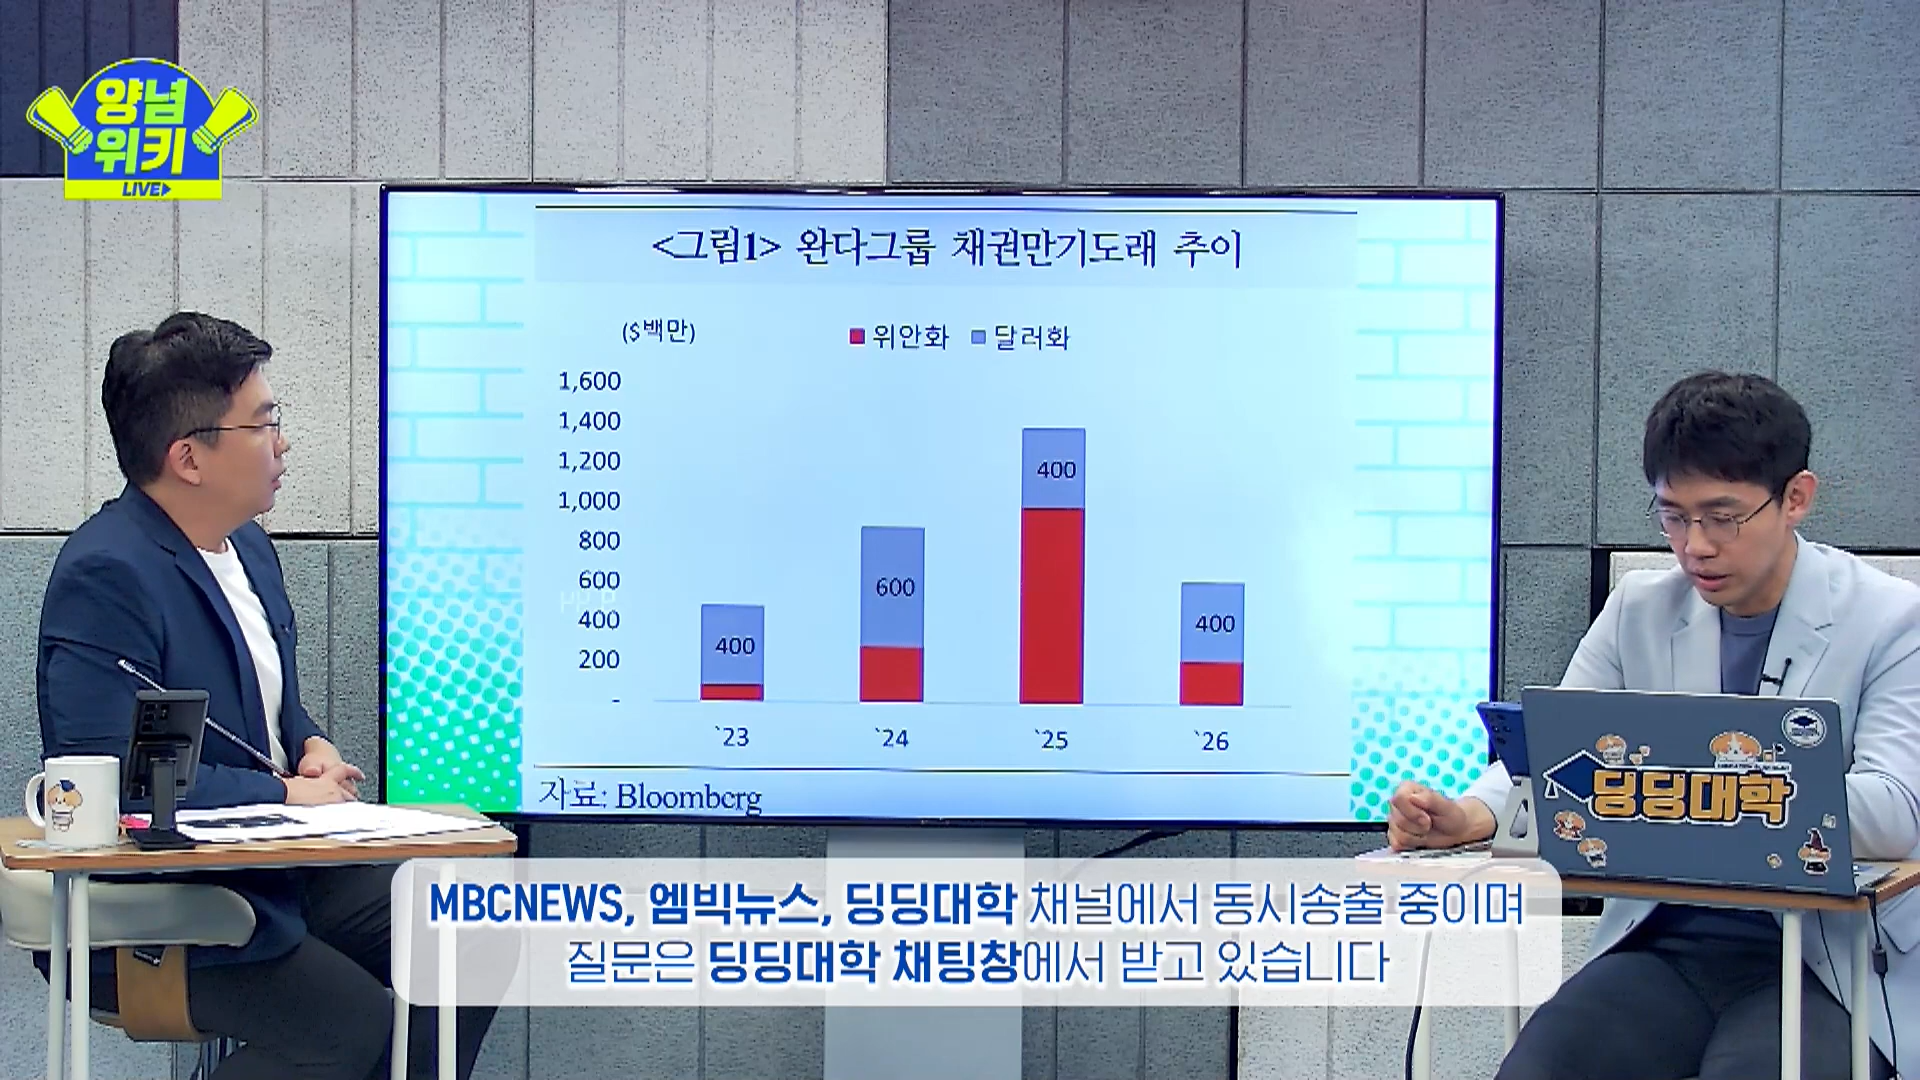 양념
위키
LIVE
<그림1> 완다그룹 채권만기도래 추이
($백만)
위안화 달러화
1,600
1,400
1,200
1,000
800
600
400
200
-
400
600
400
400
`23 `24 `25 `26
자료: Bloomberg
딩딩대학
MBCNEWS, 엠빅뉴스, 딩딩대학 채널에서 동시송출 중이며
질문은 딩딩대학 채팅창에서 받고 있습니다